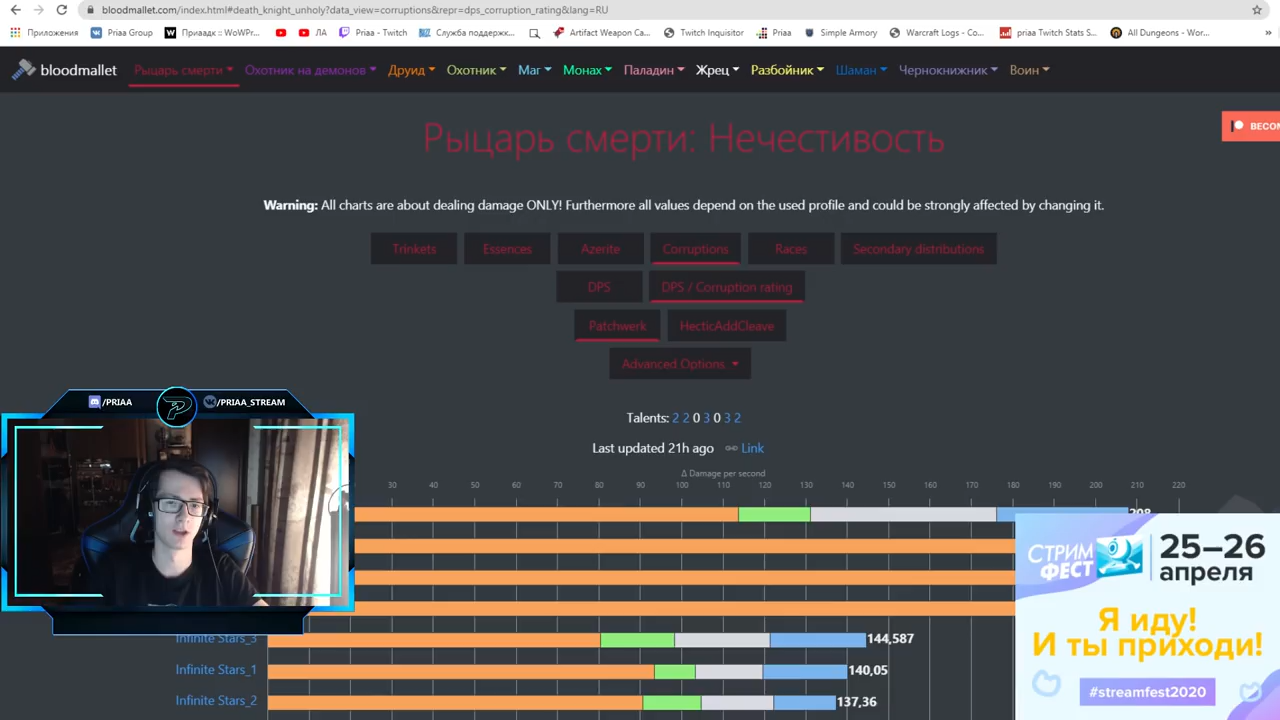 bloodmallet.com/index.html#death_knight_unholy?data_view=corruptions&repr=dps_corruption_rating&lang=RU
Приложения Priaa Group Приаадк :: WoWPr... ЛА Priaa - Twitch Служба поддержк... Artifact Weapon Ca... Twitch Inquisitor Priaa Simple Armory Warcraft Logs - Co... priaa Twitch Stats S... All Dungeons - Wor... »
bloodmallet Рыцарь смерти Охотник на демонов Друид Охотник Маг Монах Паладин Жрец Разбойник Шаман Чернокнижник Воин
BECOM
Рыцарь смерти: Нечестивость
Warning: All charts are about dealing damage ONLY! Furthermore all values depend on the used profile and could be strongly affected by changing it.
Trinkets Essences Azerite Corruptions Races Secondary distributions
DPS DPS / Corruption rating
Patchwerk HecticAddCleave
Advanced Options
Talents: 2 2 0 3 0 3 2
Last updated 21h ago Link
Δ Damage per second
30 40 50 60 70 80 90 100 110 120 130 140 150 160 170 180 190 200 210 220
208
Infinite Stars_3 144,587
Infinite Stars_1 140,05
Infinite Stars_2 137,36
/PRIAA /PRIAA_STREAM
СТРИМ
ФЕСТ
25–26
апреля
Я иду!
И ты приходи!
#streamfest2020